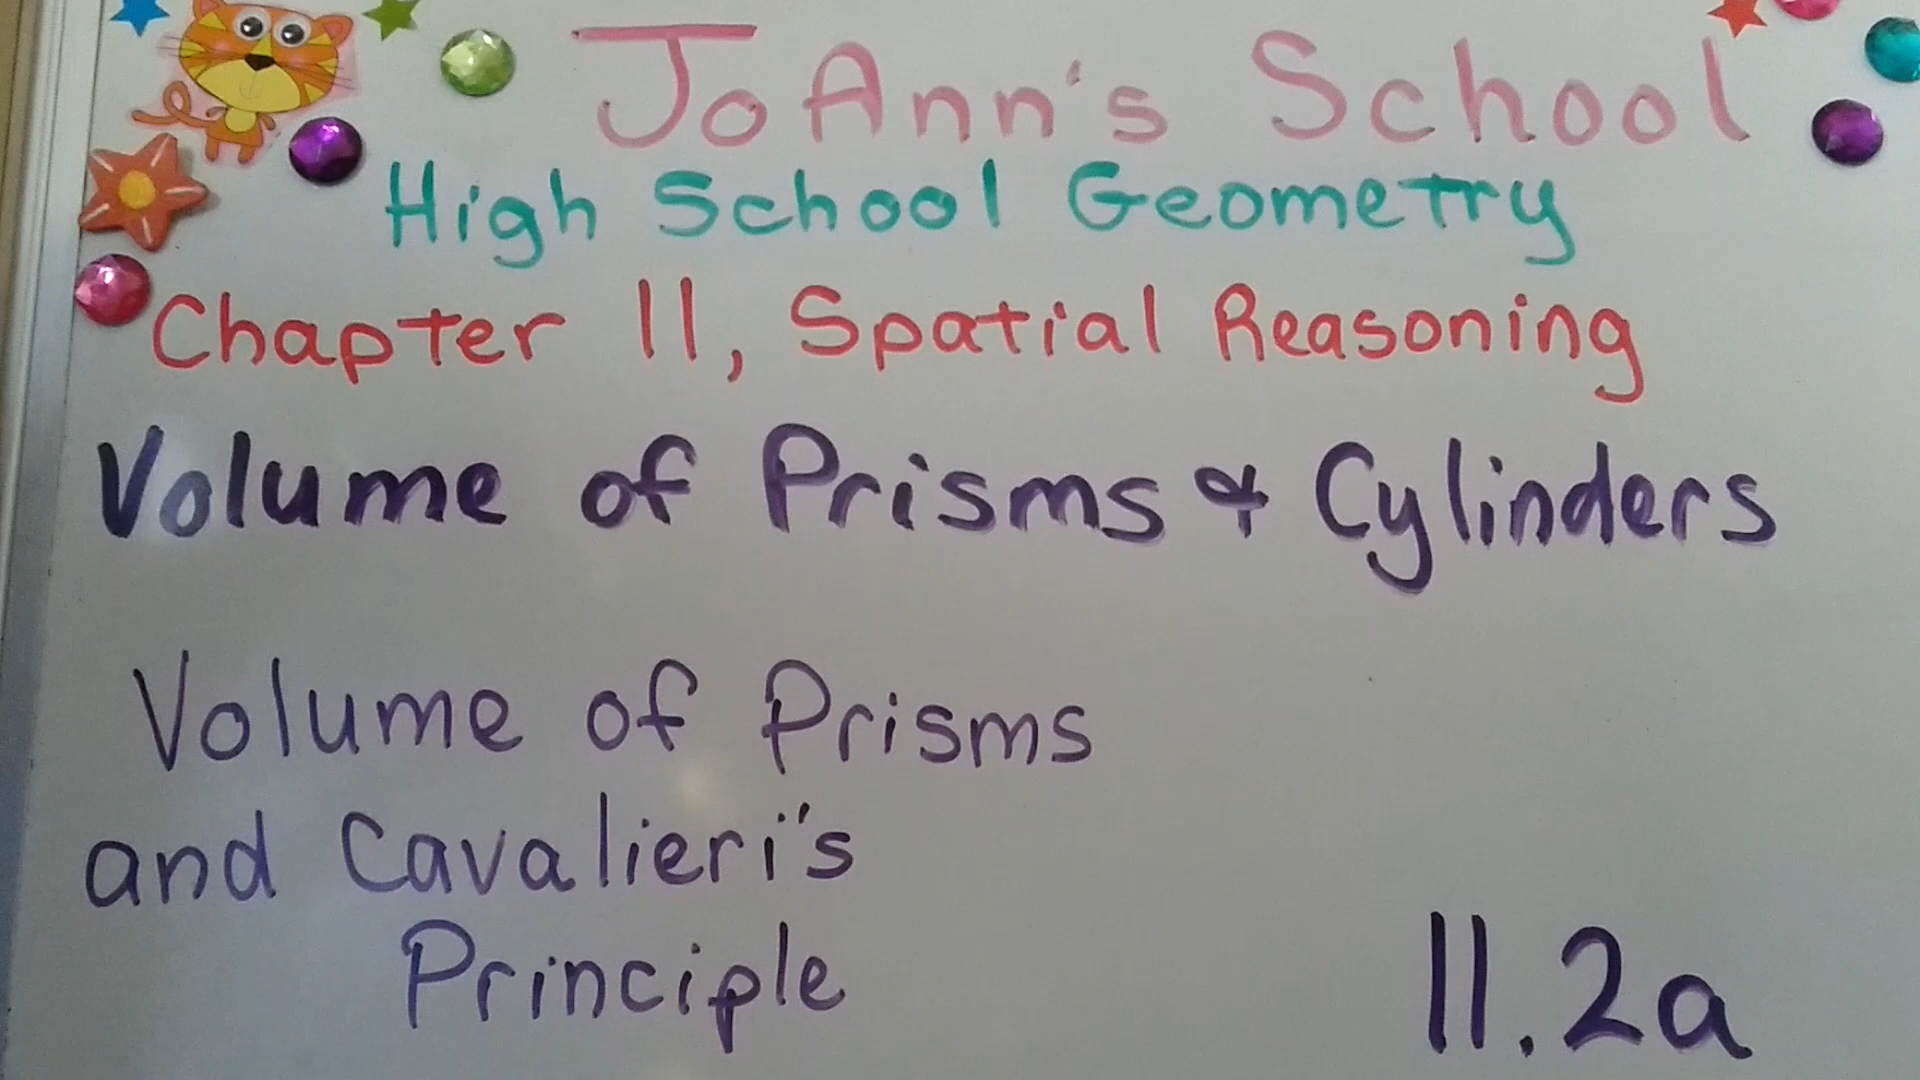 JoAnn's School
High School Geometry
Chapter 11, Spatial Reasoning
Volume of Prisms & Cylinders
Volume of Prisms
and Cavalieri's
Principle
11.2a